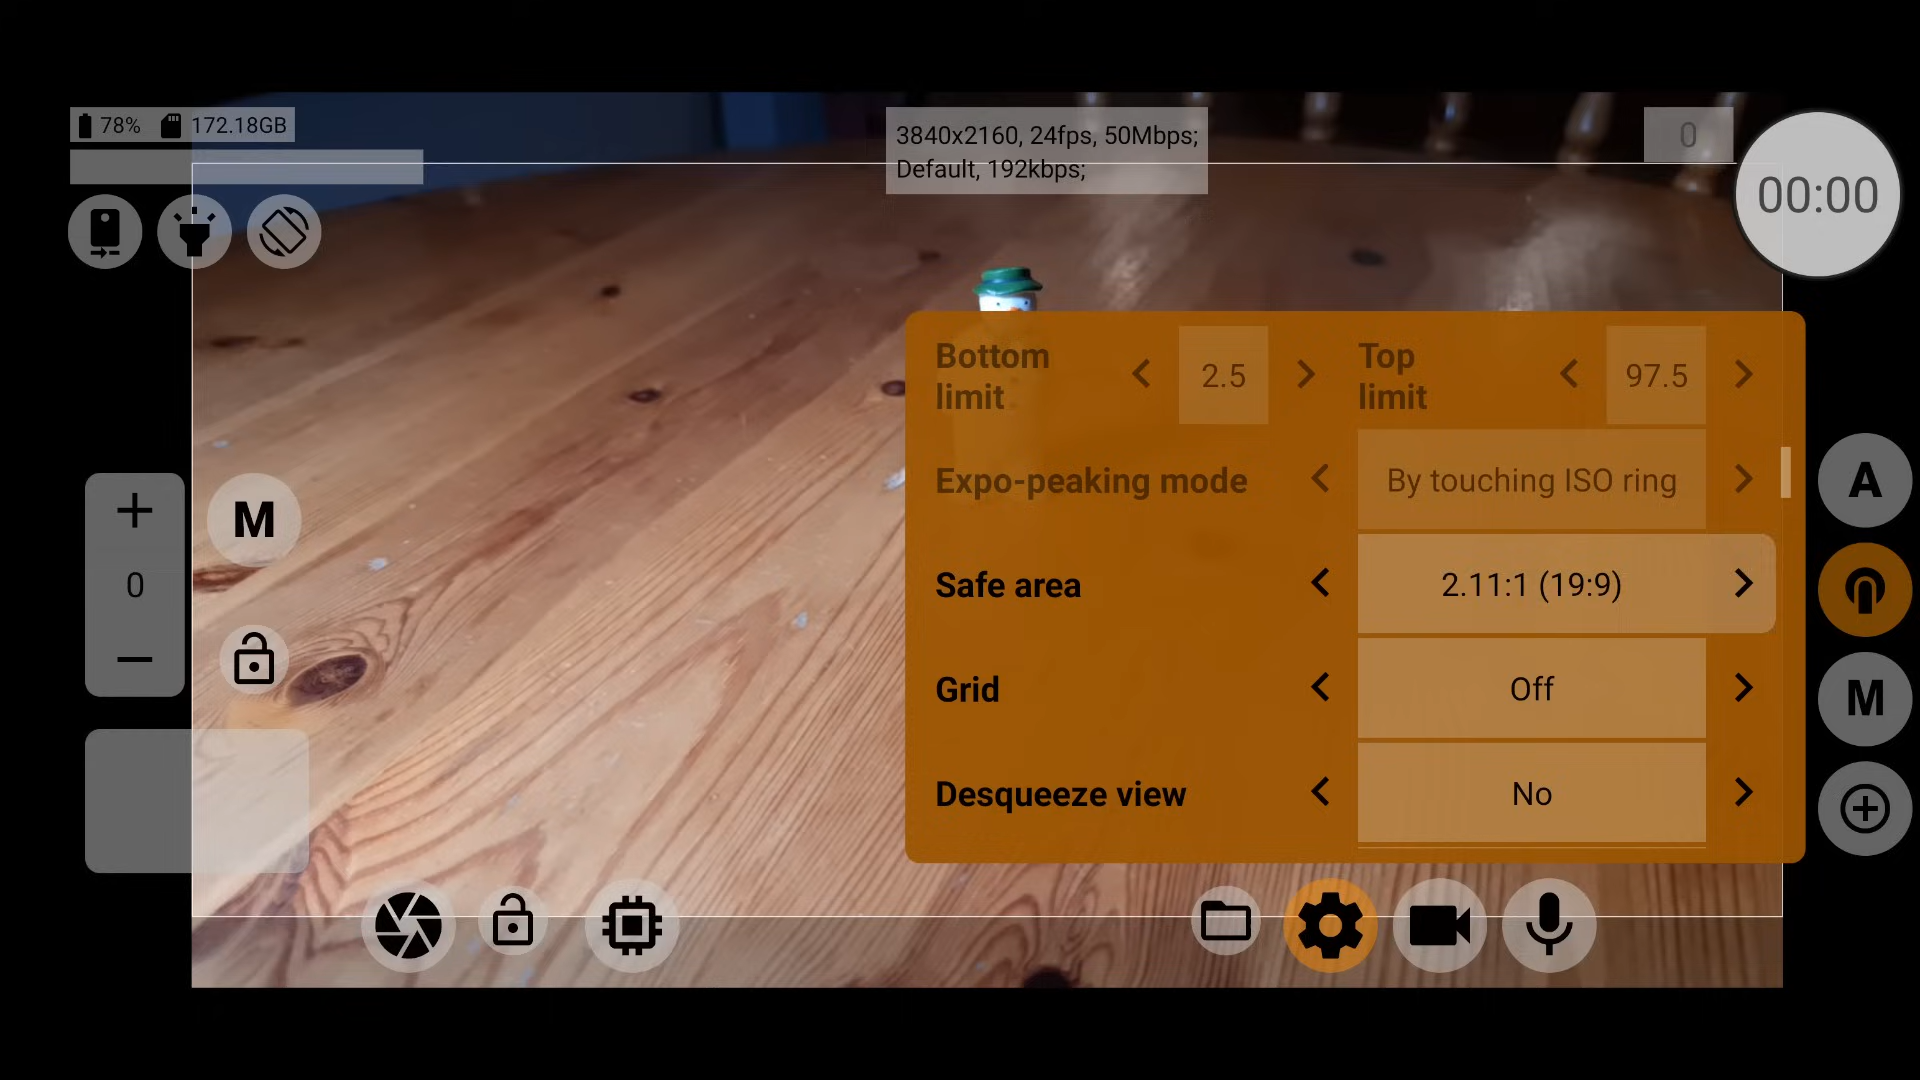 78% 172.18GB
3840x2160, 24fps, 50Mbps;
Default, 192kbps;
0
00:00
Bottom limit 2.5 Top limit 97.5
Expo-peaking mode By touching ISO ring
A
0
M
Safe area 2.11:1 (19:9)
Grid Off
M
Desqueeze view No